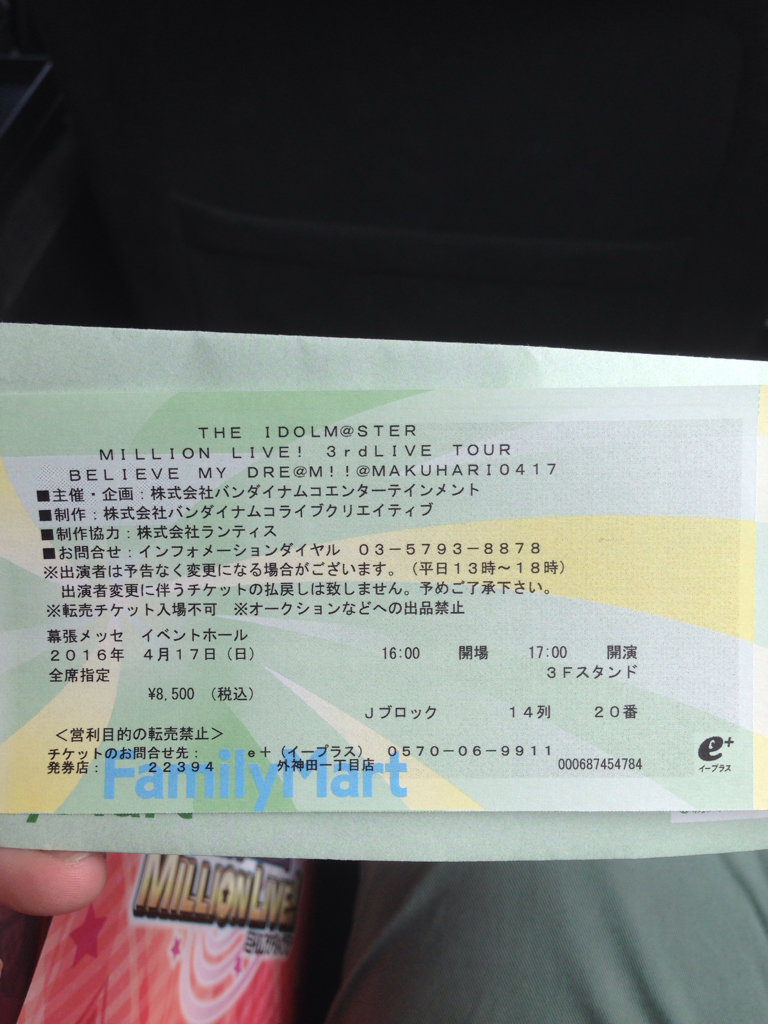 THE IDOLM@STER
MILLION LIVE! 3rdLIVE TOUR
BELIEVE MY DRE@M!!@MAKUHARI0417
■主催・企画:株式会社バンダイナムコエンターテインメント
■制作:株式会社バンダイナムコライブクリエイティブ
■制作協力:株式会社ランティス
■お問合せ:インフォメーションダイヤル 03-5793-8878
※出演者は予告なく変更になる場合がございます。(平日13時~18時)
出演者変更に伴うチケットの払戻しは致しません。予めご了承下さい。
※転売チケット入場不可 ※オークションなどへの出品禁止
幕張メッセ イベントホール
2016年 4月17日(日) 16:00 開場 17:00 開演
全席指定 3Fスタンド
¥8,500 (税込)
Jブロック 14列 20番
<営利目的の転売禁止>
チケットのお問合せ先: e+(イープラス) 0570-06-9911
発券店: 22394 外神田一丁目店 000687454784
e+
イープラス
FamilyMart
MILLION LIVE!